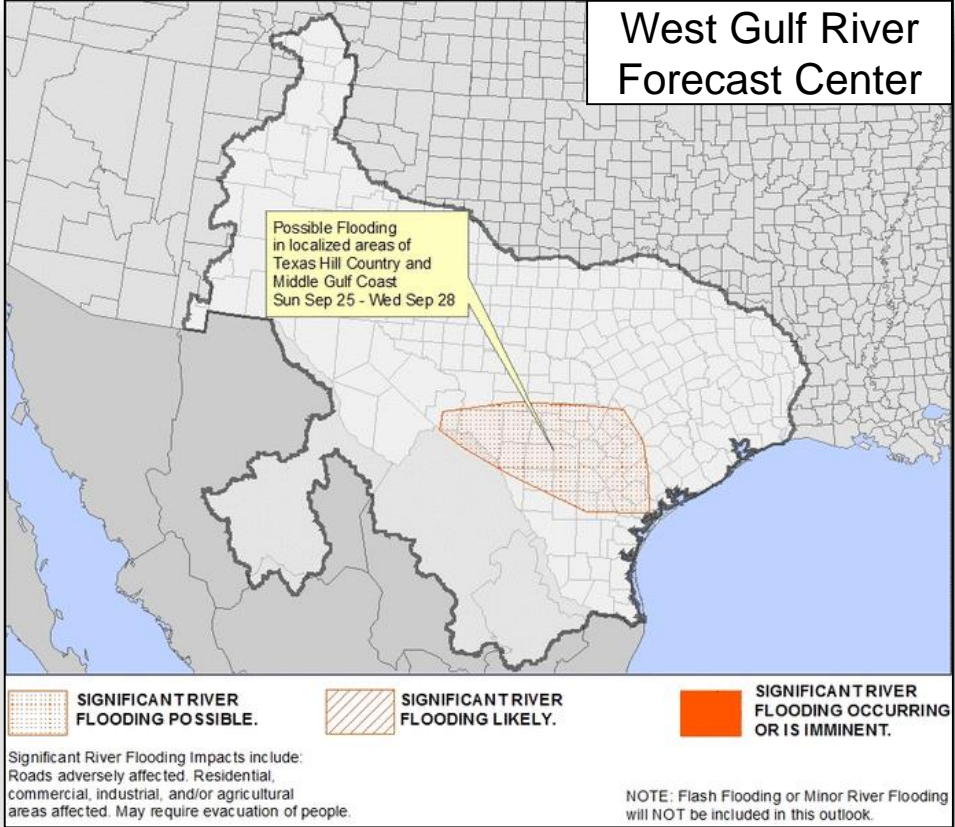 West Gulf River
Forecast Center
Possible Flooding
in localized areas of
Texas Hill Country and
Middle Gulf Coast
Sun Sep 25 - Wed Sep 28
SIGNIFICANT RIVER
FLOODING POSSIBLE.
SIGNIFICANT RIVER
FLOODING LIKELY.
SIGNIFICANT RIVER
FLOODING OCCURRING
OR IS IMMINENT.
Significant River Flooding Impacts include:
Roads adversely affected. Residential,
commercial, industrial, and/or agricultural
areas affected. May require evacuation of people.
NOTE: Flash Flooding or Minor River Flooding
will NOT be included in this outlook.